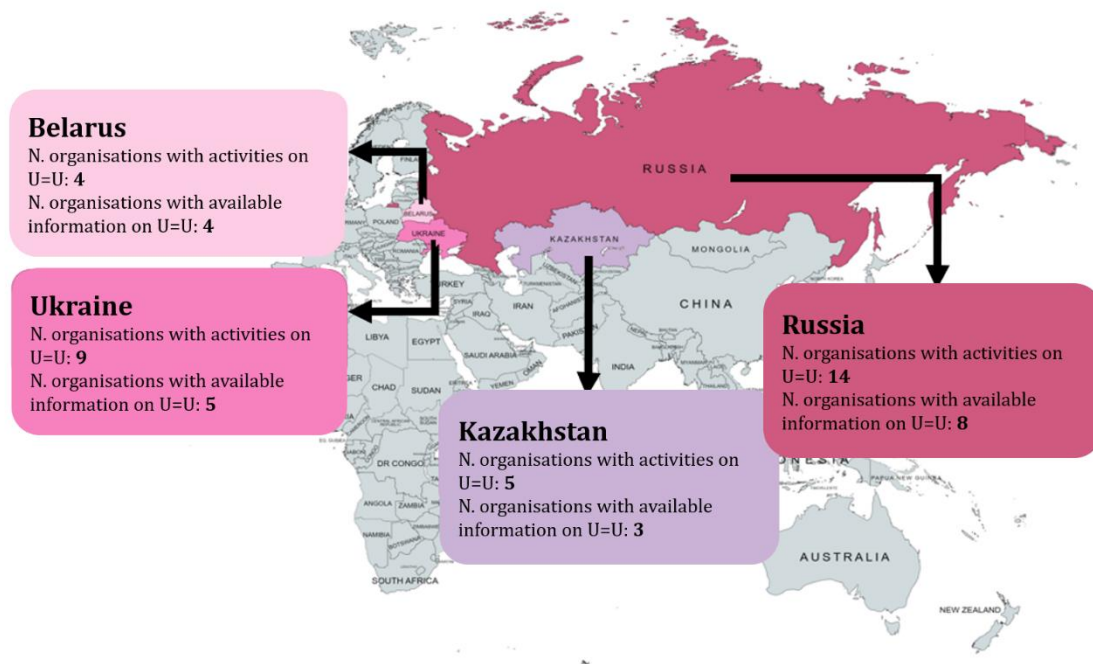 Belarus
N. organisations with activities on
U=U: 4
N. organisations with available
information on U=U: 4
Ukraine
N. organisations with activities on
U=U: 9
N. organisations with available
information on U=U: 5
Kazakhstan
N. organisations with activities on
U=U: 5
N. organisations with available
information on U=U: 3
Russia
N. organisations with activities on
U=U: 14
N. organisations with available
information on U=U: 8
RUSSIA
BELARUS
POLAND
UKRAINE
ROMANIA
KAZAKHSTAN
MONGOLIA
CHINA
SYRIA
IRAQ
IRAN
PAKISTAN
INDIA
LIBYA
EGYPT
SAUDI ARABIA
OMAN
YEMEN
CHAD
SUDAN
DR CONGO
ANGOLA
ZAMBIA
NAMIBIA
BOTSWANA
SOUTH AFRICA
PAPUA NEW GUINEA
AUSTRALIA
NEW ZEALAND